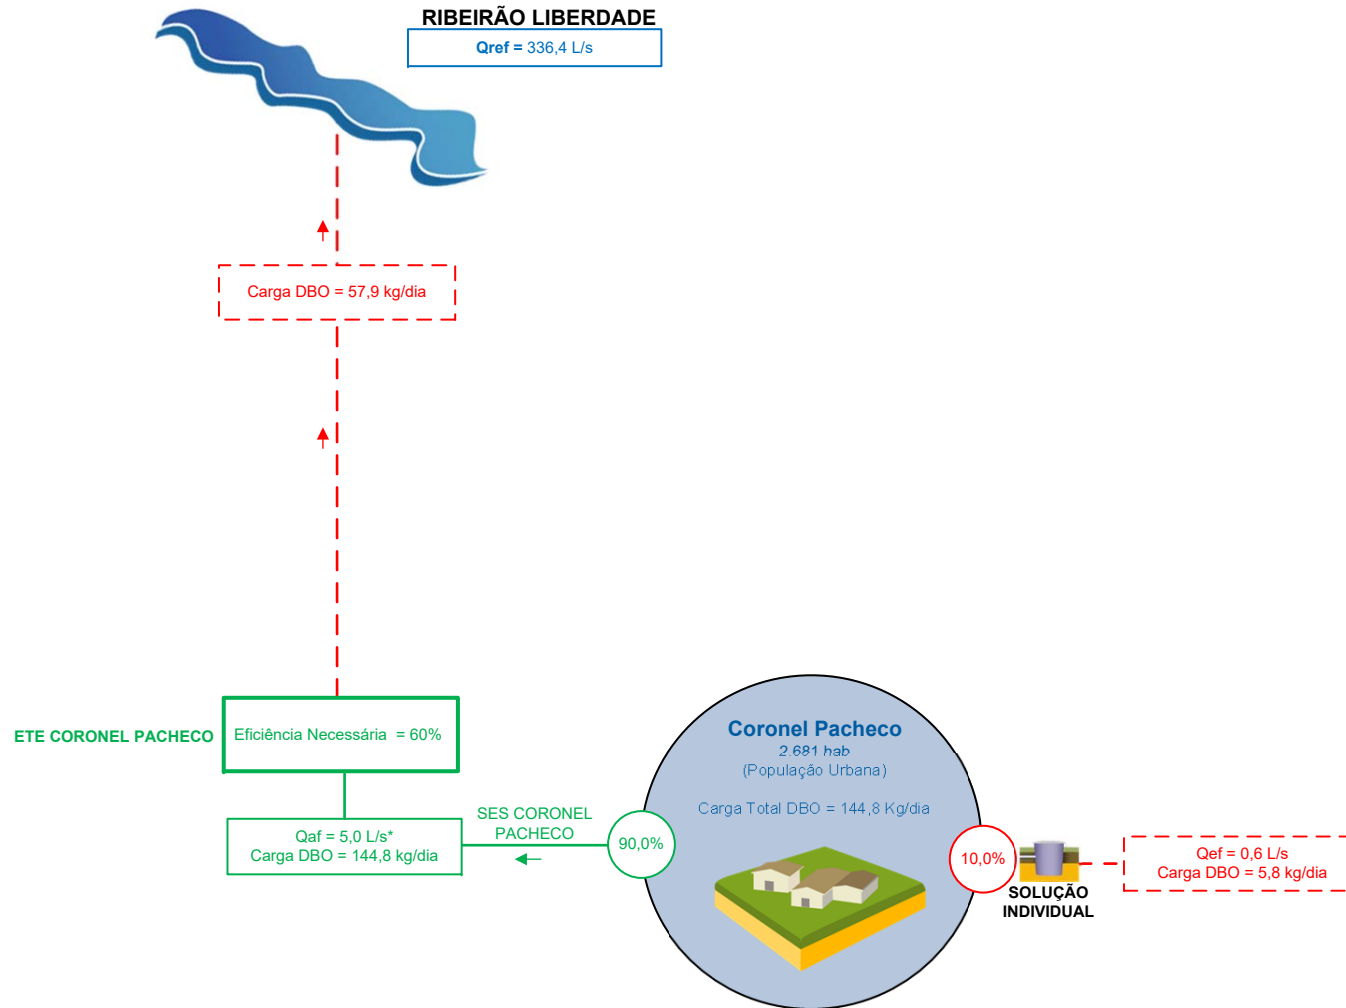 RIBEIRÃO LIBERDADE
Qref = 336,4 L/s
Carga DBO = 57,9 kg/dia
ETE CORONEL PACHECO
Eficiência Necessária = 60%
Qaf = 5,0 L/s*
Carga DBO = 144,8 kg/dia
SES CORONEL
PACHECO
90,0%
Coronel Pacheco
2.681 hab
(População Urbana)
Carga Total DBO = 144,8 Kg/dia
10,0%
SOLUÇÃO
INDIVIDUAL
Qef = 0,6 L/s
Carga DBO = 5,8 kg/dia